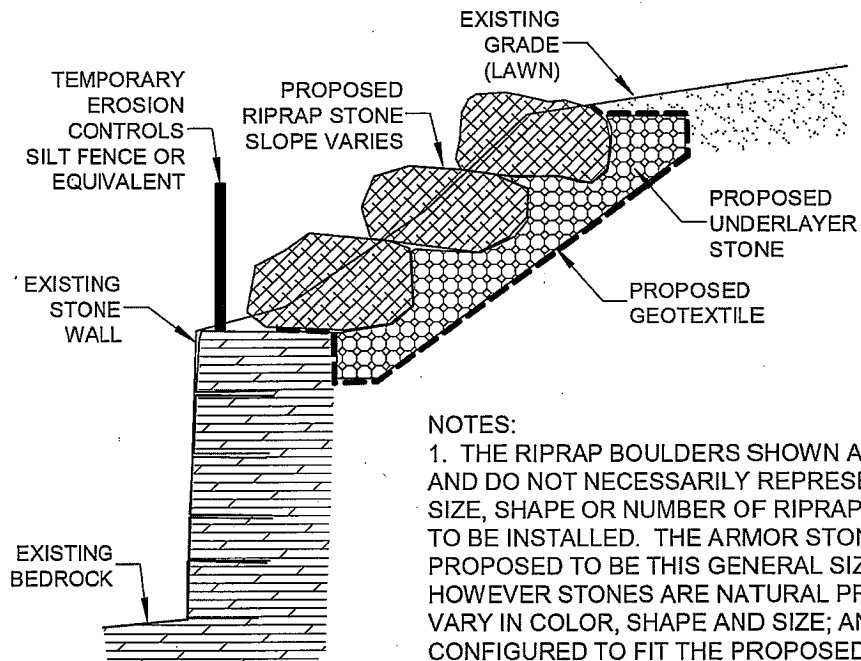 EXISTING
GRADE
(LAWN)
TEMPORARY
EROSION
CONTROLS
SILT FENCE OR
EQUIVALENT
PROPOSED
RIPRAP STONE
SLOPE VARIES
PROPOSED
UNDERLAYER
STONE
EXISTING
STONE
WALL
PROPOSED
GEOTEXTILE
EXISTING
BEDROCK
NOTES:
1. THE RIPRAP BOULDERS SHOWN A
AND DO NOT NECESSARILY REPRESE
SIZE, SHAPE OR NUMBER OF RIPRAP
TO BE INSTALLED. THE ARMOR STON
PROPOSED TO BE THIS GENERAL SIZ
HOWEVER STONES ARE NATURAL PR
VARY IN COLOR, SHAPE AND SIZE; AN
CONFIGURED TO FIT THE PROPOSED